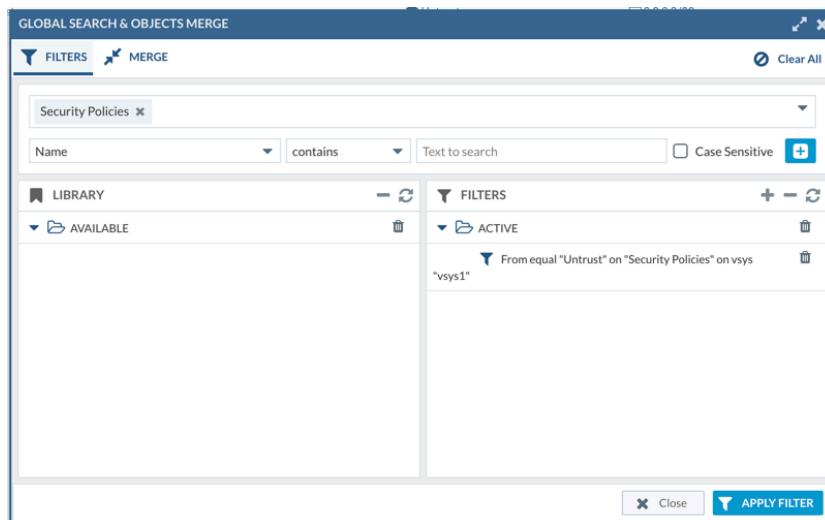 GLOBAL SEARCH & OBJECTS MERGE
FILTERS MERGE Clear All
Security Policies
Name contains Text to search Case Sensitive
LIBRARY FILTERS
AVAILABLE ACTIVE
From equal "Untrust" on "Security Policies" on vsys
"vsys1"
Close APPLY FILTER